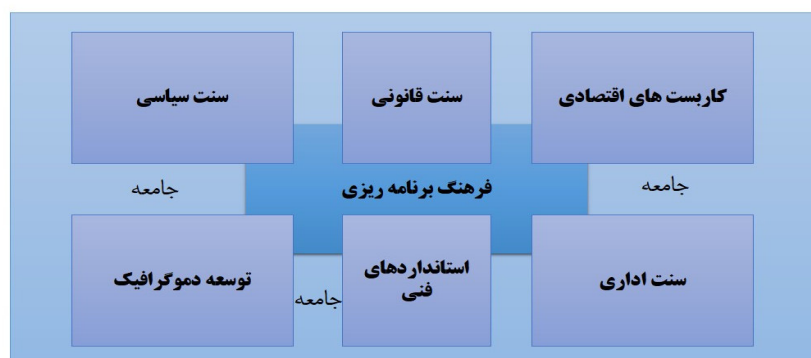 کاربست های اقتصادی
سنت قانونی
سنت سیاسی
جامعه
فرهنگ برنامه ریزی
جامعه
سنت اداری
استانداردهای
فنی
توسعه دموگرافیک
جامعه